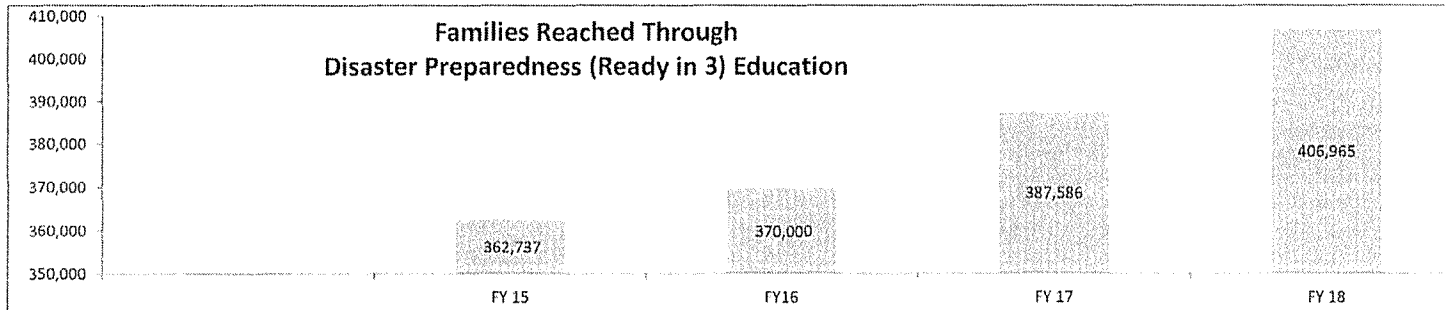 Families Reached Through
Disaster Preparedness (Ready in 3) Education
410,000
400,000
390,000
380,000
370,000
360,000
350,000
362,737
370,000
387,586
406,965
FY 15
FY16
FY 17
FY 18